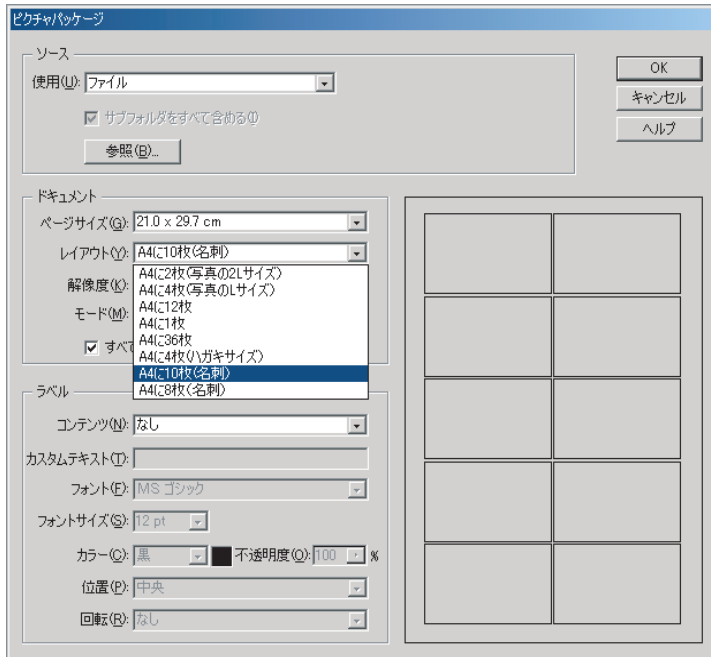 ピクチャパッケージ
ソース
使用(U): ファイル
サブフォルダをすべて含める(I)
参照(B)...
OK
キャンセル
ヘルプ
ドキュメント
ページサイズ(G): 21.0 x 29.7 cm
レイアウト(Y): A4に10枚(名刺)
解像度(K):
モード(M):
すべて
A4に2枚(写真の2Lサイズ)
A4に4枚(写真のLサイズ)
A4に12枚
A4に1枚
A4に36枚
A4に4枚(ハガキサイズ)
A4に10枚(名刺)
A4に8枚(名刺)
ラベル
コンテンツ(N): なし
カスタムテキスト(T):
フォント(F): MS ゴシック
フォントサイズ(S): 12 pt
カラー(C): 黒 不透明度(O): 100 %
位置(P): 中央
回転(R): なし